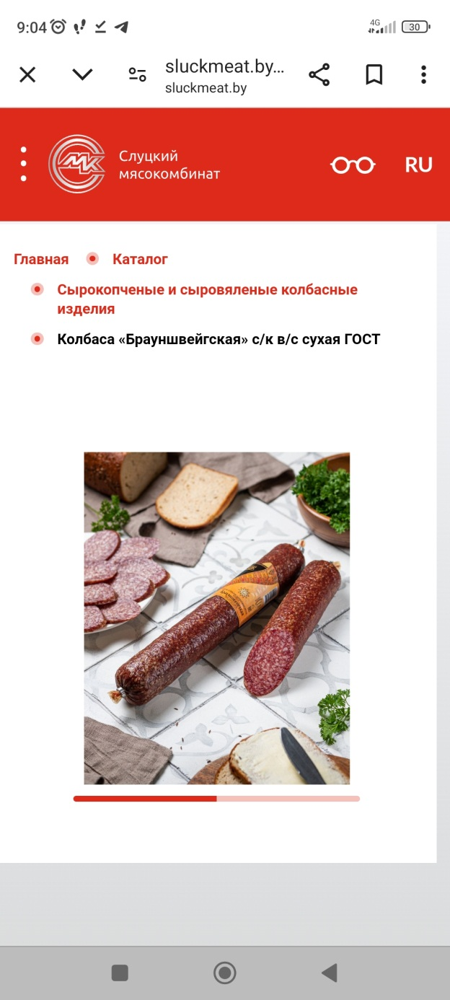 9:04
4G
30
sluckmeat.by...
sluckmeat.by
СМК
Слуцкий
мясокомбинат
RU
Главная
Каталог
Сырокопченые и сыровяленые колбасные
изделия
Колбаса «Брауншвейгская» с/к в/с сухая ГОСТ